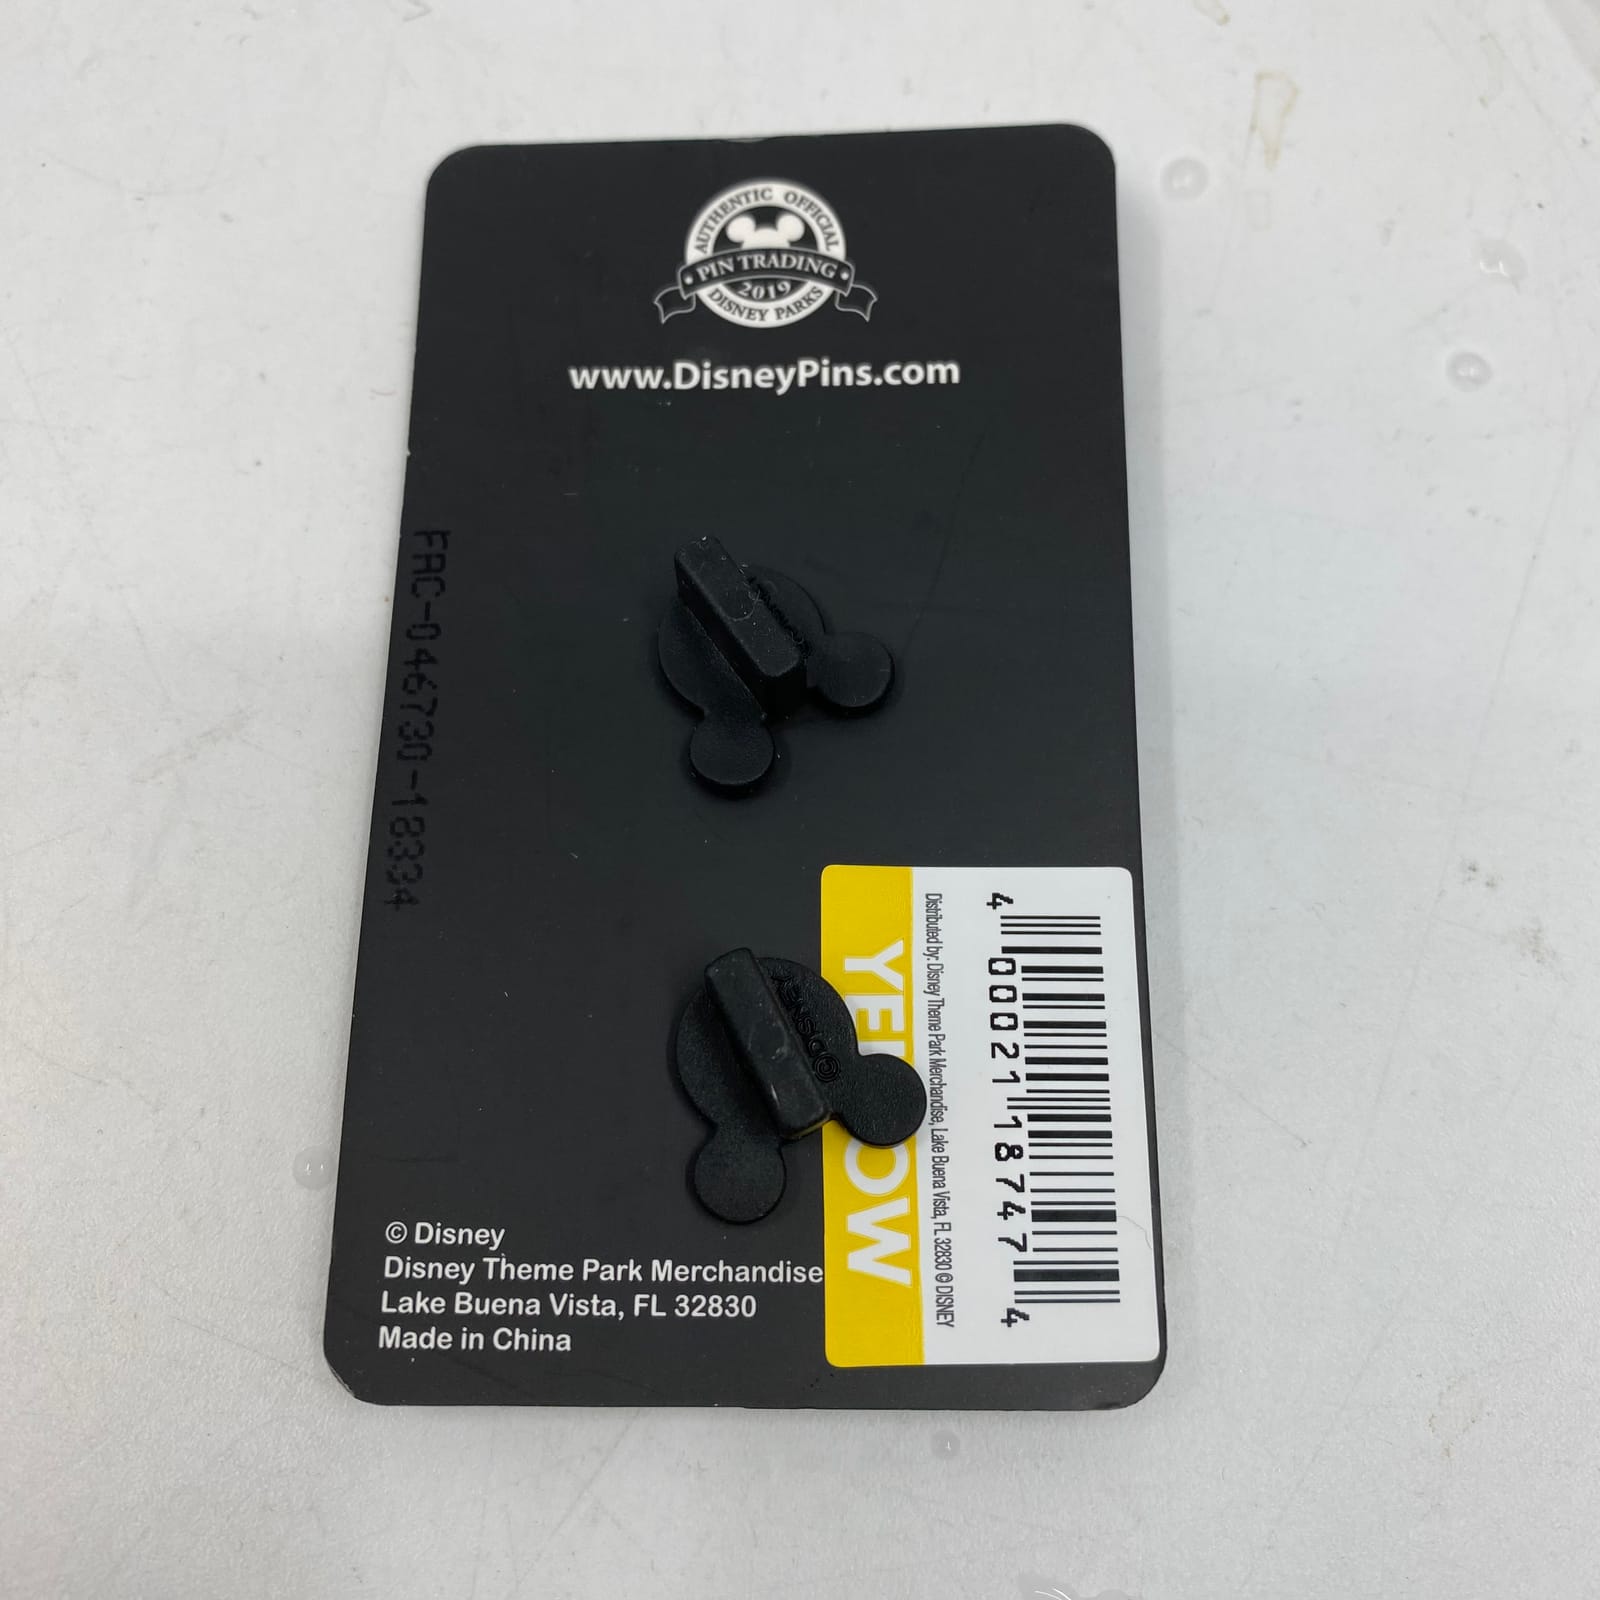 AUTHENTIC OFFICIAL
PIN TRADING
2019
DISNEY PARKS
www.DisneyPins.com
FAC-046730-18334
©DISNEY
© Disney
Disney Theme Park Merchandise
Lake Buena Vista, FL 32830
Made in China
Distributed by: Disney Theme Park Merchandise, Lake Buena Vista, FL 32830 © DISNEY
4 00021 18747 4